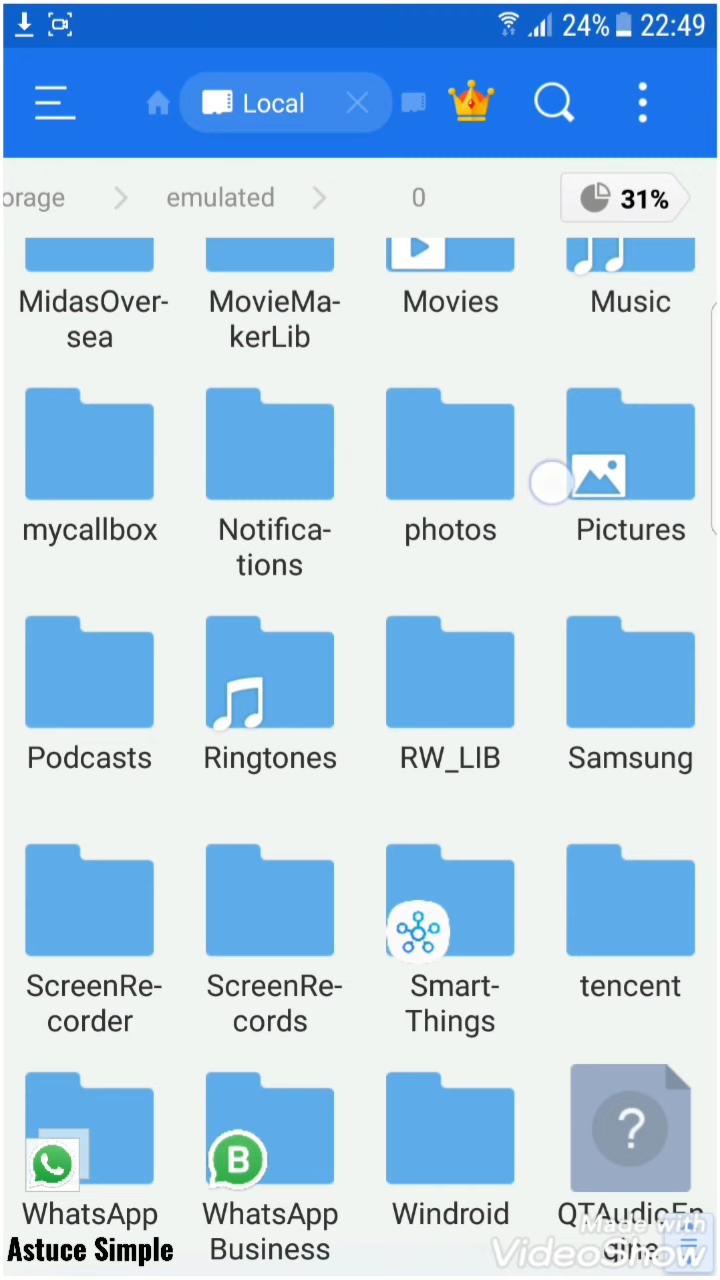 24% 22:49
Local
orage
emulated
0
31%
MidasOver-
sea
MovieMa-
kerLib
Movies
Music
mycallbox
Notifica-
tions
photos
Pictures
Podcasts
Ringtones
RW_LIB
Samsung
ScreenRe-
corder
ScreenRe-
cords
Smart-
Things
tencent
B
?
WhatsApp
WhatsApp
Business
Windroid
QTAudioEn
gine
Astuce Simple
Made with
VideoShow